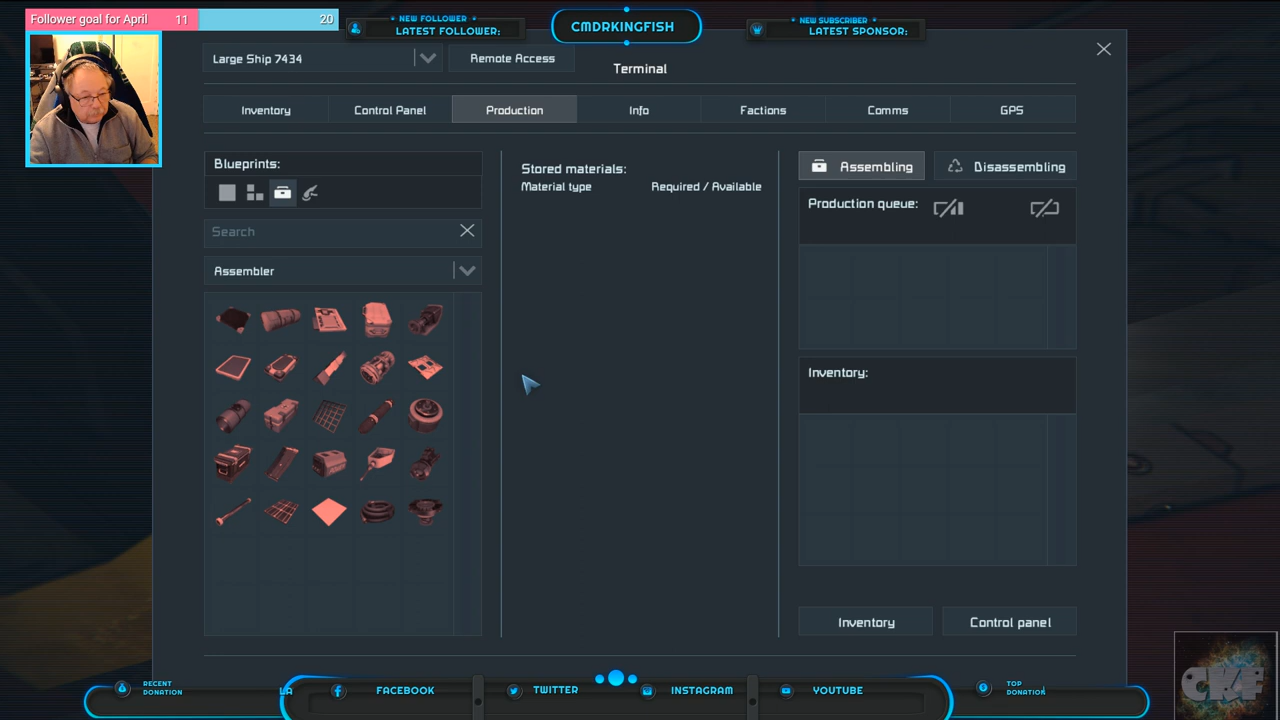 Follower goal for April 11 20
NEW FOLLOWER
LATEST FOLLOWER:
CMDRKINGFISH
NEW SUBSCRIBER
LATEST SPONSOR:
Large Ship 7434
Remote Access
Terminal
Inventory
Control Panel
Production
Info
Factions
Comms
GPS
Blueprints:
Search
Assembler
Stored materials:
Material type Required / Available
Assembling
Disassembling
Production queue:
Inventory:
Inventory
Control panel
RECENT
DONATION
LA
FACEBOOK
TWITTER
INSTAGRAM
YOUTUBE
TOP
DONATION
CKF